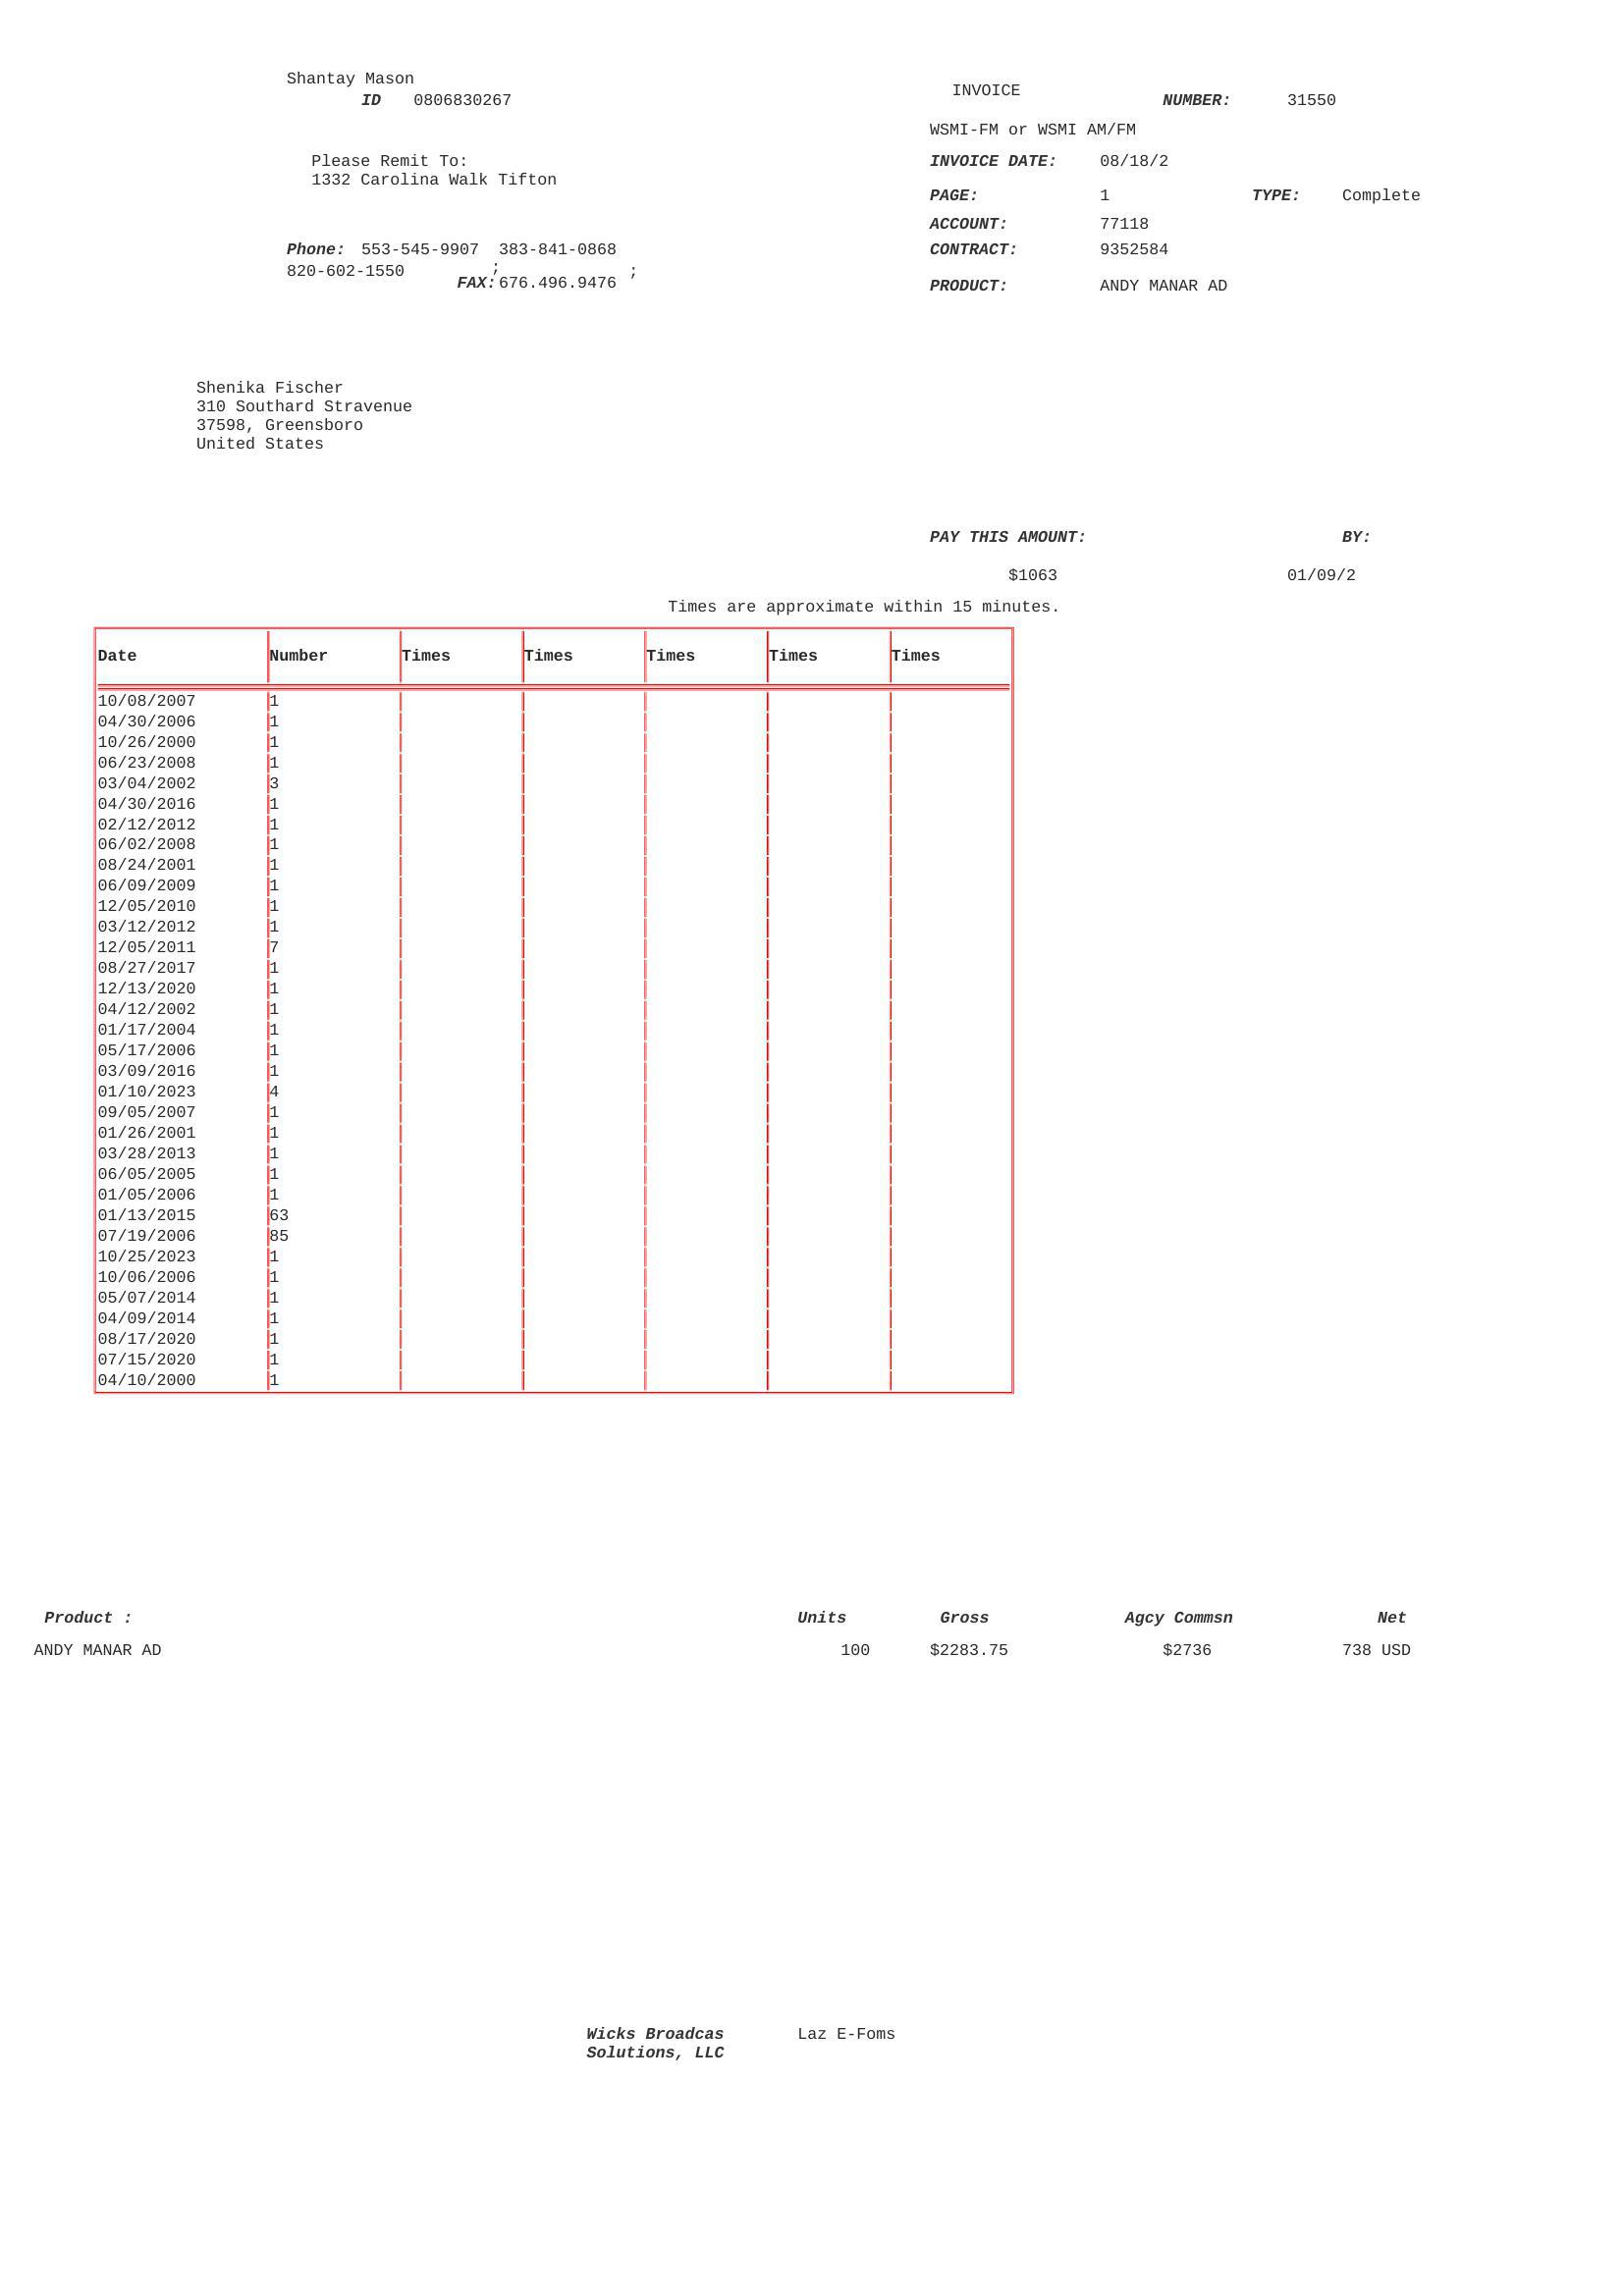 Shantay Mason
ID 0806830267
INVOICE
NUMBER: 31550
WSMI-FM or WSMI AM/FM
Please Remit To:
1332 Carolina Walk Tifton
INVOICE DATE: 08/18/2
PAGE: 1 TYPE: Complete
ACCOUNT: 77118
Phone: 553-545-9907 ; 383-841-0868 ;
820-602-1550
FAX: 676.496.9476
CONTRACT: 9352584
PRODUCT: ANDY MANAR AD
Shenika Fischer
310 Southard Stravenue
37598, Greensboro
United States
PAY THIS AMOUNT: BY:
$1063 01/09/2
Times are approximate within 15 minutes.
Date Number Times Times Times Times Times
10/08/2007 1
04/30/2006 1
10/26/2000 1
06/23/2008 1
03/04/2002 3
04/30/2016 1
02/12/2012 1
06/02/2008 1
08/24/2001 1
06/09/2009 1
12/05/2010 1
03/12/2012 1
12/05/2011 7
08/27/2017 1
12/13/2020 1
04/12/2002 1
01/17/2004 1
05/17/2006 1
03/09/2016 1
01/10/2023 4
09/05/2007 1
01/26/2001 1
03/28/2013 1
06/05/2005 1
01/05/2006 1
01/13/2015 63
07/19/2006 85
10/25/2023 1
10/06/2006 1
05/07/2014 1
04/09/2014 1
08/17/2020 1
07/15/2020 1
04/10/2000 1
Product : Units Gross Agcy Commsn Net
ANDY MANAR AD 100 $2283.75 $2736 738 USD
Wicks Broadcas Laz E-Foms
Solutions, LLC